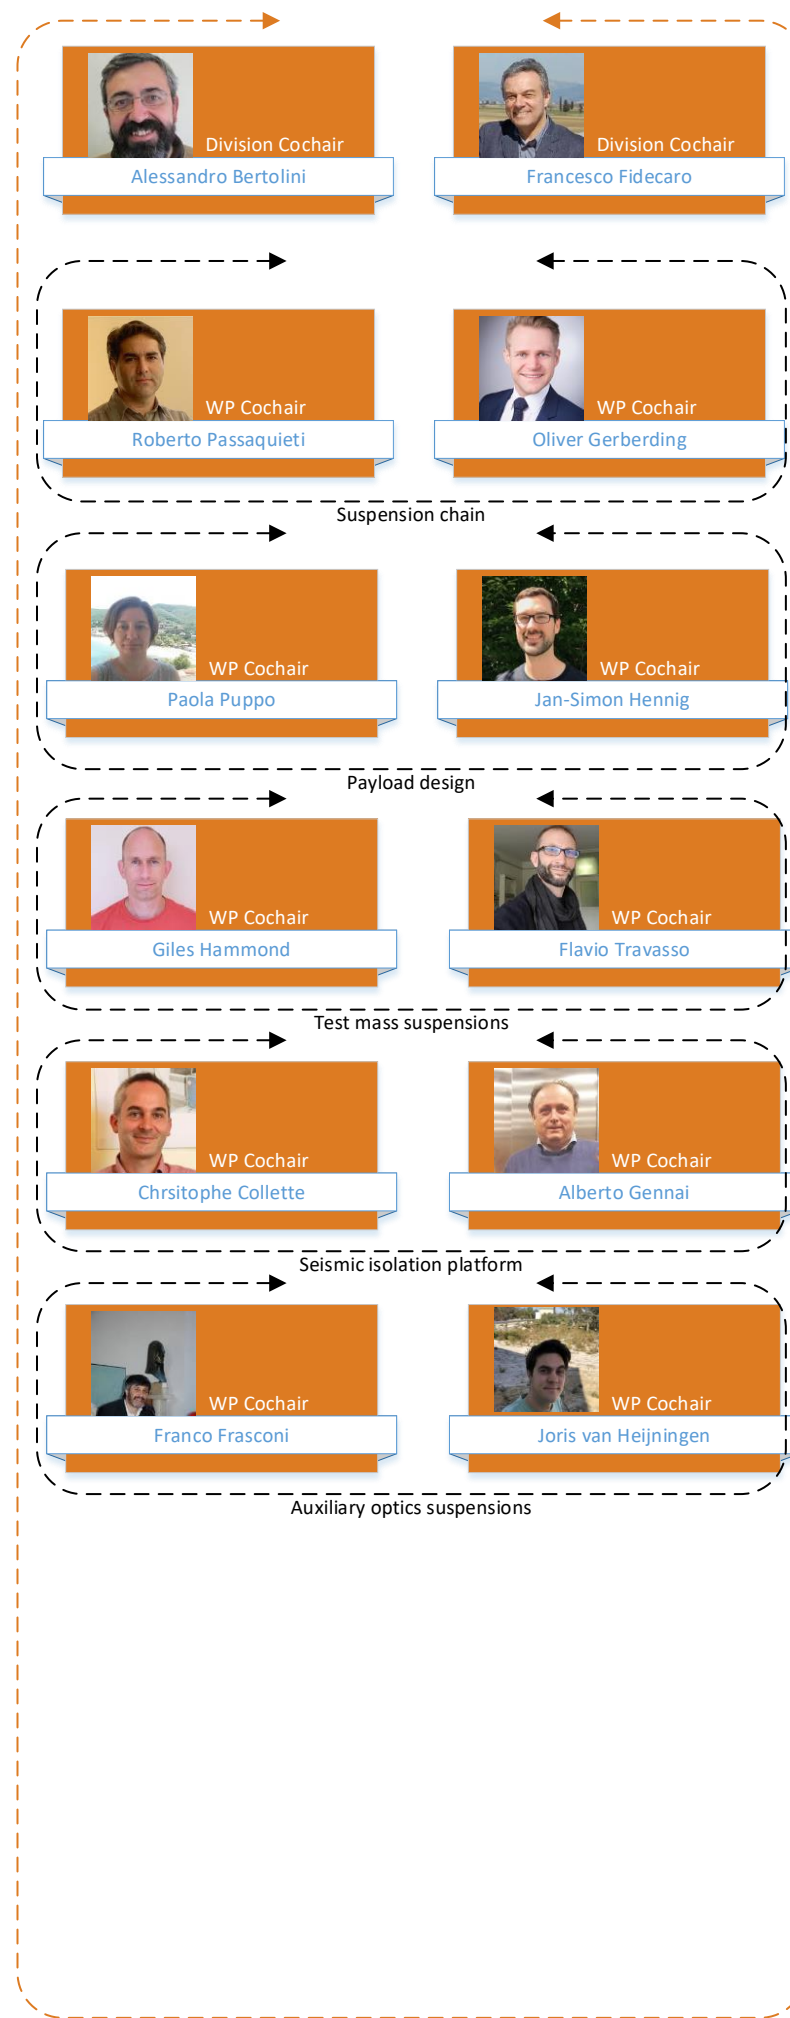 Division Cochair
Alessandro Bertolini
Division Cochair
Francesco Fidecaro
WP Cochair
Roberto Passaquieti
WP Cochair
Oliver Gerberding
Suspension chain
WP Cochair
Paola Puppo
WP Cochair
Jan-Simon Hennig
Payload design
WP Cochair
Giles Hammond
WP Cochair
Flavio Travasso
Test mass suspensions
WP Cochair
Chrsitophe Collette
WP Cochair
Alberto Gennai
Seismic isolation platform
WP Cochair
Franco Frasconi
WP Cochair
Joris van Heijningen
Auxiliary optics suspensions